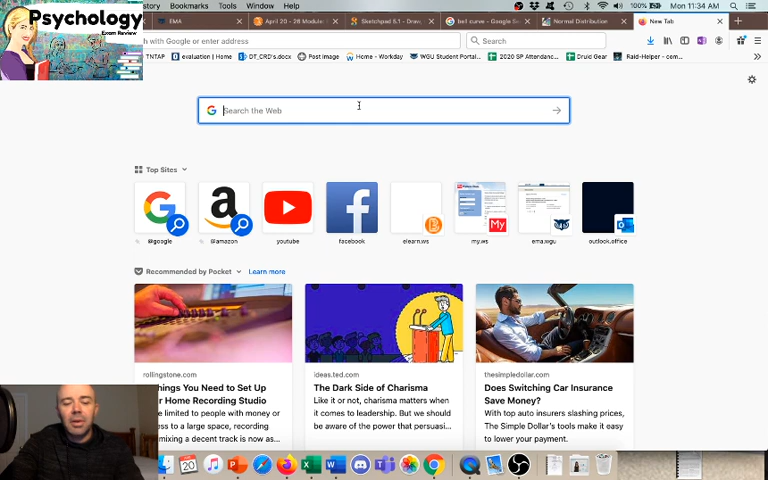 Psychology
Exam Review
story Bookmarks Tools Window Help
100% Mon 11:34 AM
EMA
April 20 - 26 Module
Sketchpad 5.1 - Draw
bell curve - Google Se
Normal Distribution
New Tab
th Google or enter address
Search
TNTAP
evaluation | Home
DT_CRD's.docx
Post Image
Home - Workday
WGU Student Portal...
2020 SP Attendanc...
Druid Gear
Raid-Helper - com...
Search the Web
Top Sites
@google
@amazon
youtube
facebook
elearn.ws
my.ws
ema.wgu
outlook.office
My
Recommended by Pocket
Learn more
rollingstone.com
hings You Need to Set Up
r Home Recording Studio
e limited to people with money or
ess to a large space, recording
mixing a decent track is now as...
ideas.ted.com
The Dark Side of Charisma
Like it or not, charisma matters when
it comes to leadership. But we should
be aware of the power that persuasi...
thesimpledollar.com
Does Switching Car Insurance
Save Money?
With top auto insurers slashing prices,
The Simple Dollar's tools make it easy
to lower your payment.
20